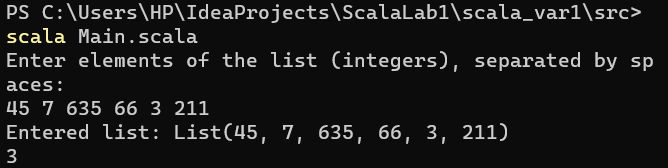 PS C:\Users\HP\IdeaProjects\ScalaLab1\scala_var1\src>
scala Main.scala
Enter elements of the list (integers), separated by sp
aces:
45 7 635 66 3 211
Entered list: List(45, 7, 635, 66, 3, 211)
3